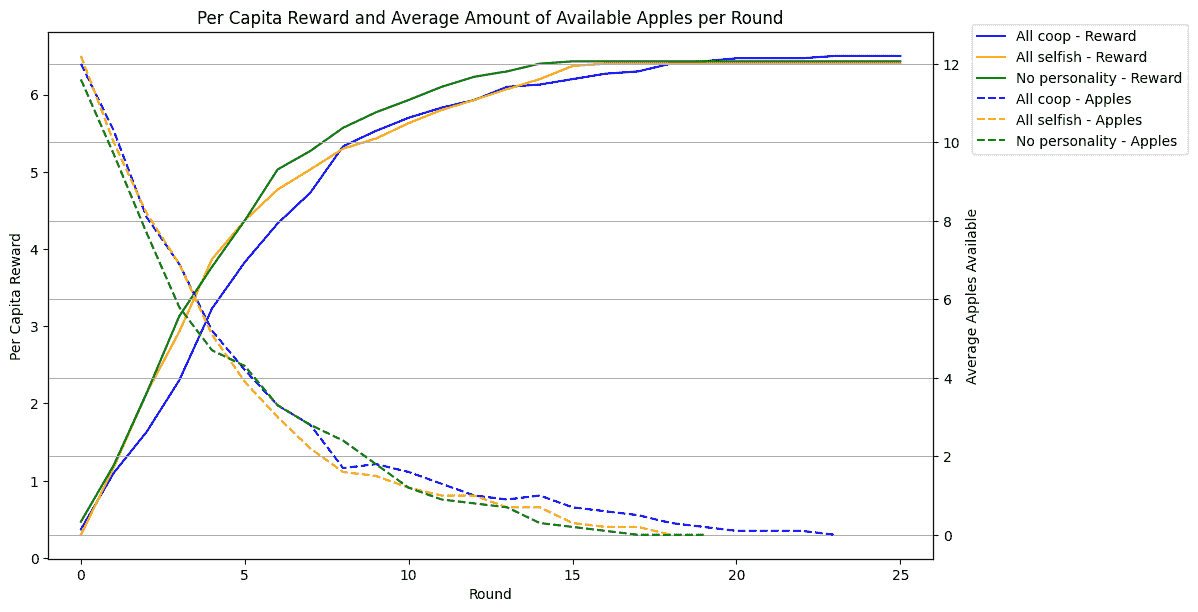 Per Capita Reward and Average Amount of Available Apples per Round
All coop - Reward
All selfish - Reward
No personality - Reward
All coop - Apples
All selfish - Apples
No personality - Apples
Per Capita Reward
6
5
4
3
2
1
0
12
10
8
6
4
2
0
Average Apples Available
0
5
10
15
20
25
Round